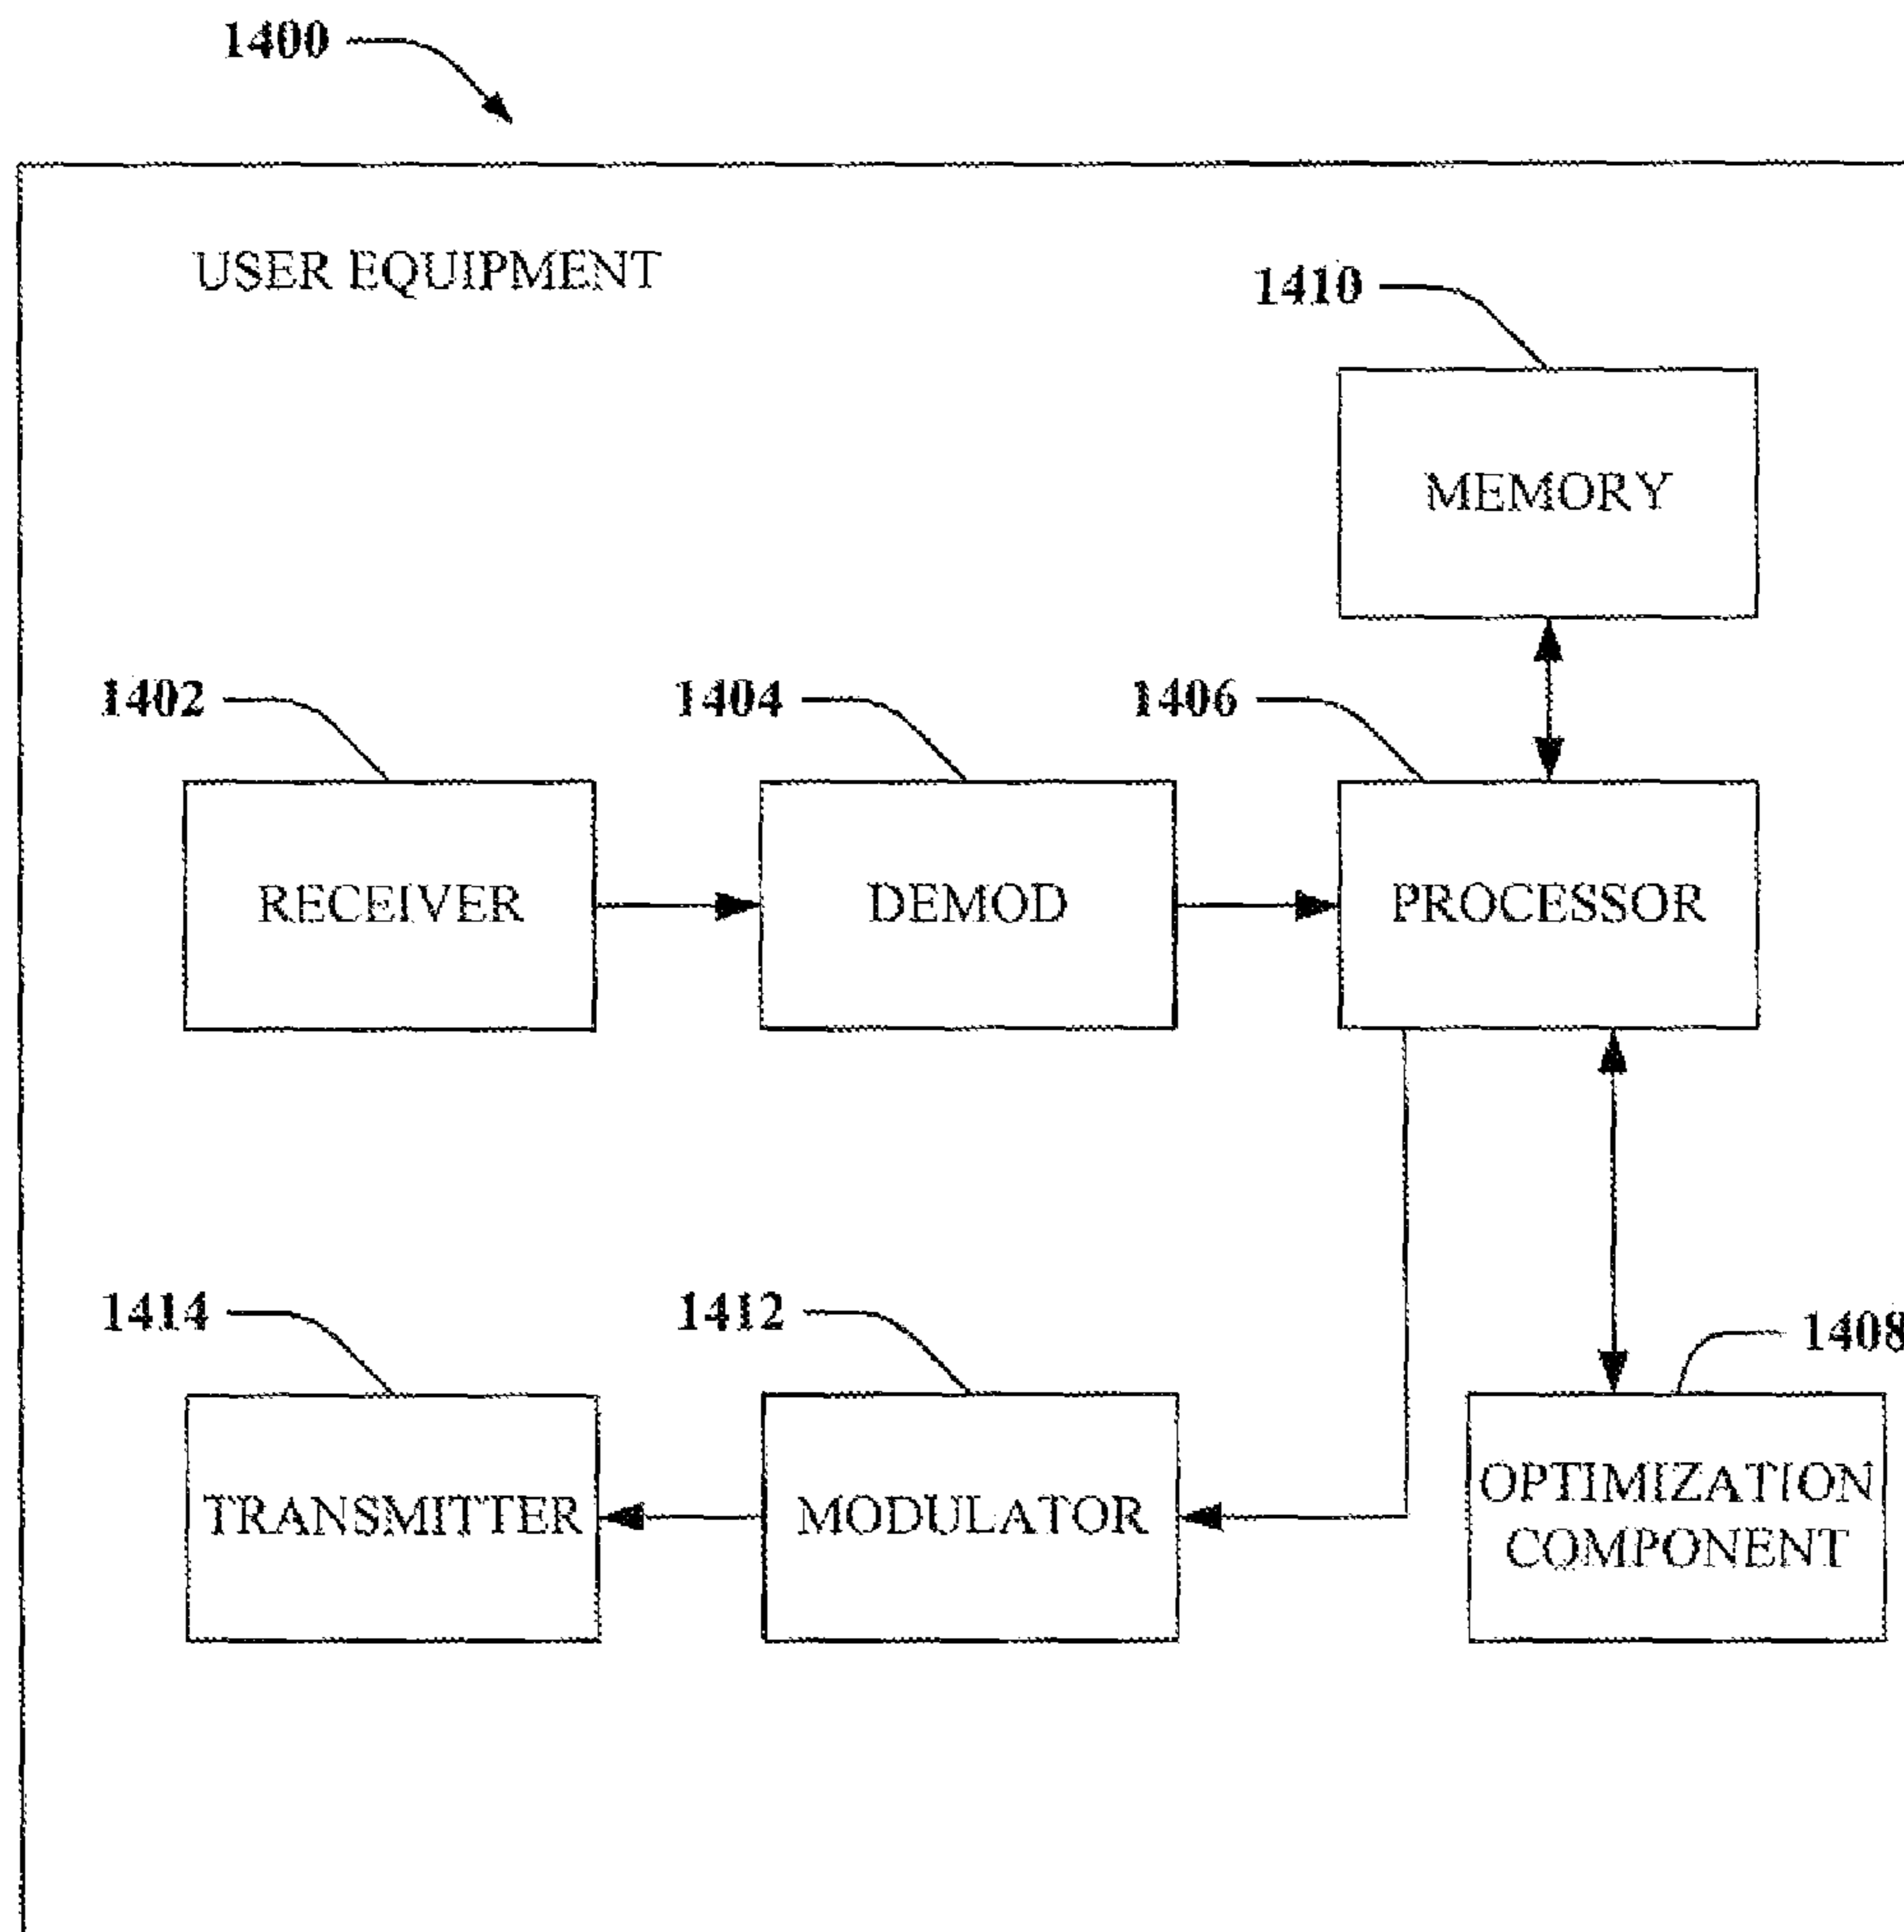 1400
USER EQUIPMENT
1410
MEMORY
1402
1404
1406
RECEIVER
DEMOD
PROCESSOR
1414
1412
1408
TRANSMITTER
MODULATOR
OPTIMIZATION
COMPONENT